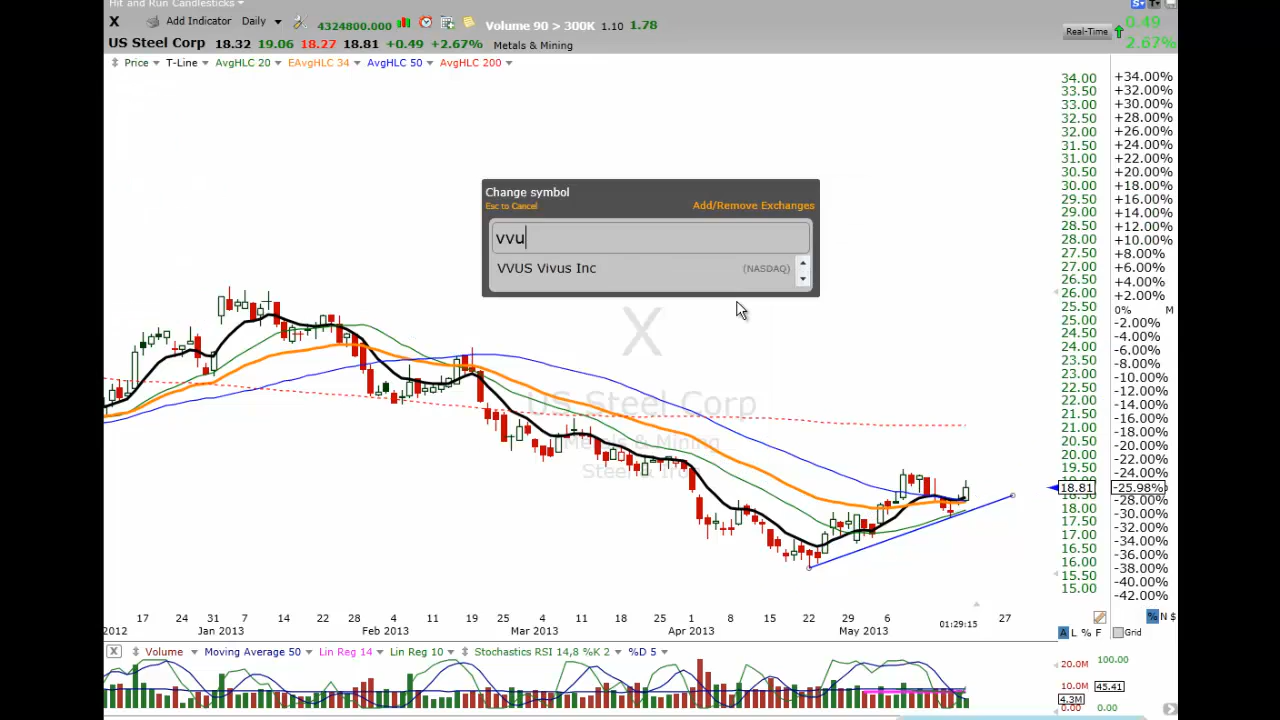 Hit and Run Candlesticks
X Add Indicator Daily 4324800.000 Volume 90 > 300K 1.10 1.78
US Steel Corp 18.32 19.06 18.27 18.81 +0.49 +2.67% Metals & Mining
Real-Time 0.49
2.67%
Price T-Line AvgHLC 20 EAvgHLC 34 AvgHLC 50 AvgHLC 200
Change symbol
Esc to Cancel Add/Remove Exchanges
vvu
VVUS Vivus Inc (NASDAQ)
X
US Steel Corp
Metals & Mining
34.00 +34.00%
33.50 +32.00%
33.00 +30.00%
32.50 +28.00%
32.00 +26.00%
31.50 +24.00%
31.00 +22.00%
30.50 +20.00%
30.00 +18.00%
29.50 +16.00%
29.00 +14.00%
28.50 +12.00%
28.00 +10.00%
27.50 +8.00%
27.00 +6.00%
26.50 +4.00%
26.00 +2.00%
25.50 0% M
25.00 -2.00%
24.50 -4.00%
24.00 -6.00%
23.50 -8.00%
23.00 -10.00%
22.50 -12.00%
22.00 -14.00%
21.50 -16.00%
21.00 -18.00%
20.50 -20.00%
20.00 -22.00%
19.50 -24.00%
19.00
18.81 -25.98%
-28.00%
18.00 -30.00%
17.50 -32.00%
17.00 -34.00%
16.50 -36.00%
16.00 -38.00%
15.50 -40.00%
15.00 -42.00%
17 24 31 7 14 22 28 4 11 19 25 4 11 18 25 1 8 15 22 29 6 01:29:15 27
2012 Jan 2013 Feb 2013 Mar 2013 Apr 2013 May 2013
% N $
A L % F Grid
X Volume Moving Average 50 Lin Reg 14 Lin Reg 10 Stochastics RSI 14,8 %K 2 %D 5
20.0M 100.00
10.0M 45.41
4.3M
0.00 0.00